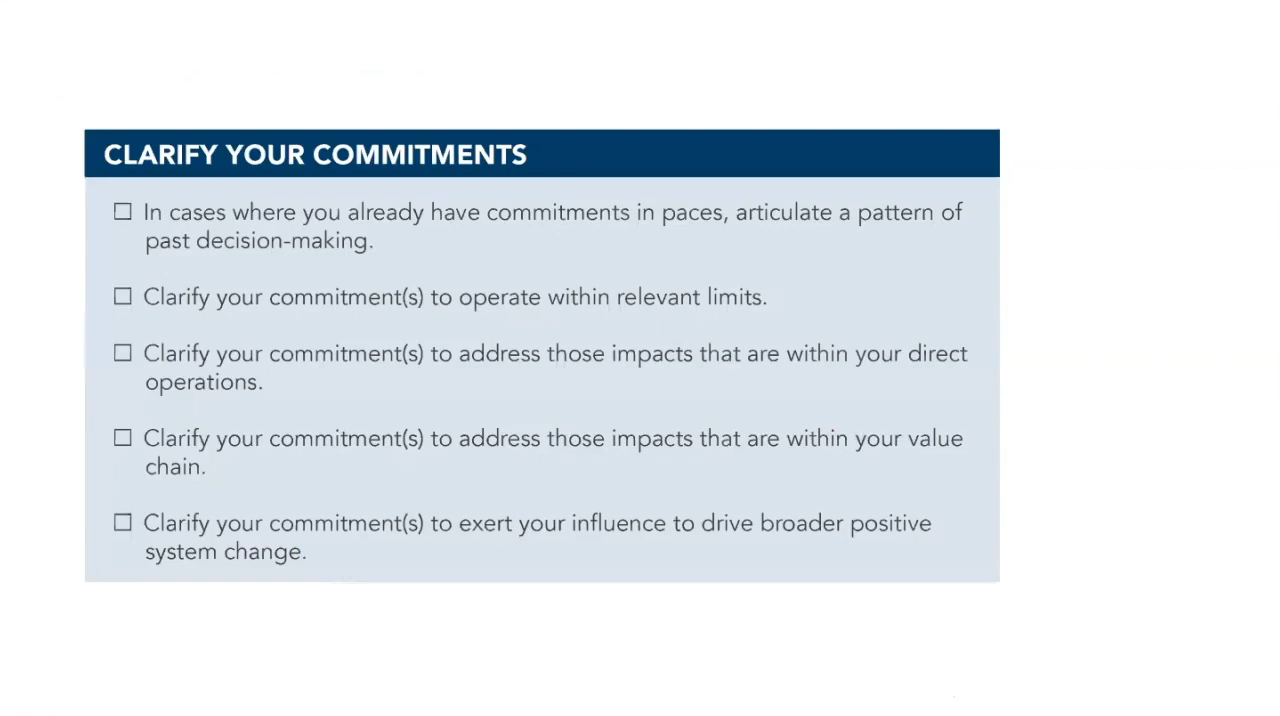 CLARIFY YOUR COMMITMENTS
☐ In cases where you already have commitments in paces, articulate a pattern of
past decision-making.
☐ Clarify your commitment(s) to operate within relevant limits.
☐ Clarify your commitment(s) to address those impacts that are within your direct
operations.
☐ Clarify your commitment(s) to address those impacts that are within your value
chain.
☐ Clarify your commitment(s) to exert your influence to drive broader positive
system change.